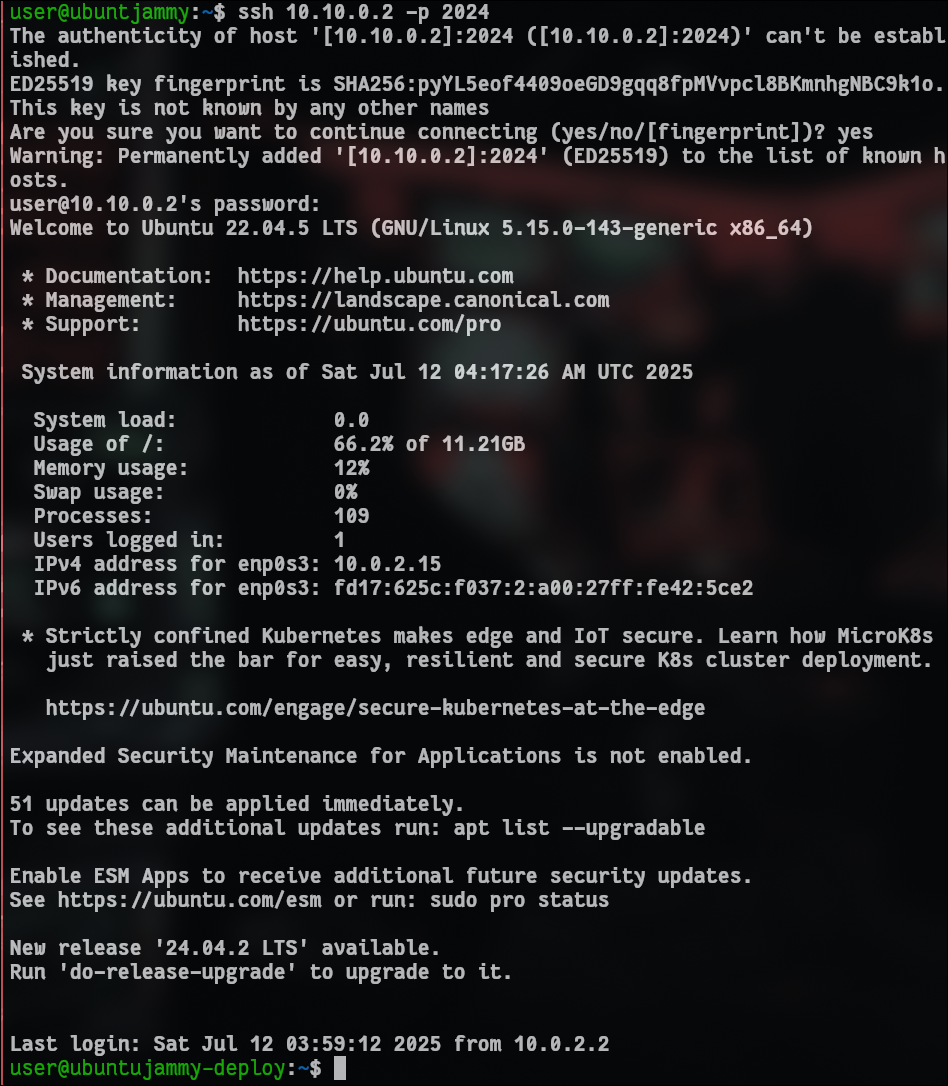 user@ubuntjammy:~$ ssh 10.10.0.2 -p 2024
The authenticity of host '[10.10.0.2]:2024 ([10.10.0.2]:2024)' can't be establ
ished.
ED25519 key fingerprint is SHA256:pyYL5eof4409oeGD9gqq8fpMVvpcl8BKmnhgNBC9k1o.
This key is not known by any other names
Are you sure you want to continue connecting (yes/no/[fingerprint])? yes
Warning: Permanently added '[10.10.0.2]:2024' (ED25519) to the list of known h
osts.
user@10.10.0.2's password:
Welcome to Ubuntu 22.04.5 LTS (GNU/Linux 5.15.0-143-generic x86_64)

 * Documentation:  https://help.ubuntu.com
 * Management:     https://landscape.canonical.com
 * Support:        https://ubuntu.com/pro

 System information as of Sat Jul 12 04:17:26 AM UTC 2025

  System load:             0.0
  Usage of /:              66.2% of 11.21GB
  Memory usage:            12%
  Swap usage:              0%
  Processes:               109
  Users logged in:         1
  IPv4 address for enp0s3: 10.0.2.15
  IPv6 address for enp0s3: fd17:625c:f037:2:a00:27ff:fe42:5ce2

 * Strictly confined Kubernetes makes edge and IoT secure. Learn how MicroK8s
   just raised the bar for easy, resilient and secure K8s cluster deployment.

   https://ubuntu.com/engage/secure-kubernetes-at-the-edge

Expanded Security Maintenance for Applications is not enabled.

51 updates can be applied immediately.
To see these additional updates run: apt list --upgradable

Enable ESM Apps to receive additional future security updates.
See https://ubuntu.com/esm or run: sudo pro status

New release '24.04.2 LTS' available.
Run 'do-release-upgrade' to upgrade to it.


Last login: Sat Jul 12 03:59:12 2025 from 10.0.2.2
user@ubuntujammy-deploy:~$